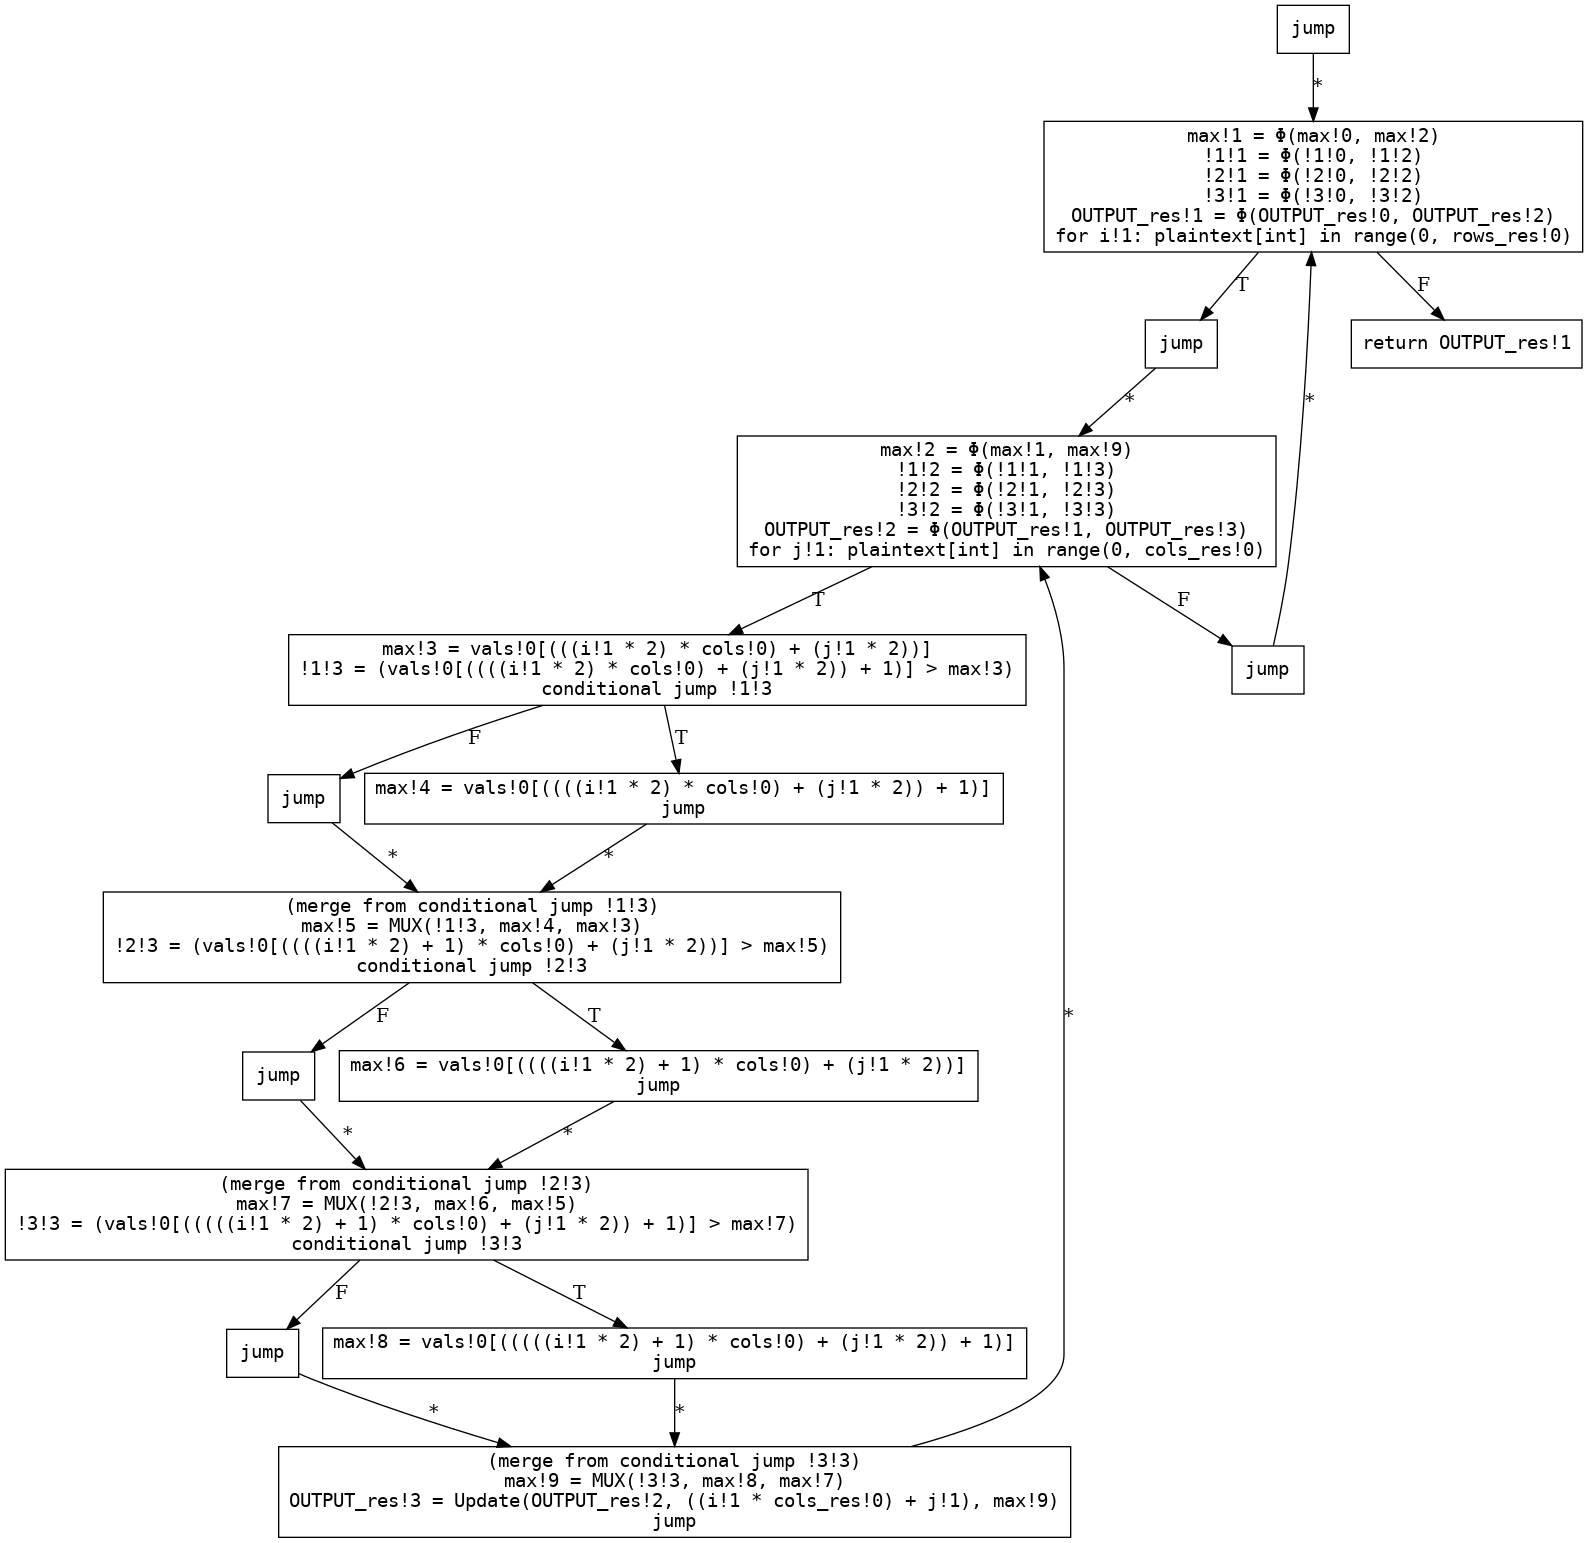 jump
*
max!1 = Φ(max!0, max!2)
!1!1 = Φ(!1!0, !1!2)
!2!1 = Φ(!2!0, !2!2)
!3!1 = Φ(!3!0, !3!2)
OUTPUT_res!1 = Φ(OUTPUT_res!0, OUTPUT_res!2)
for i!1: plaintext[int] in range(0, rows_res!0)
T
F
jump
return OUTPUT_res!1
*
*
max!2 = Φ(max!1, max!9)
!1!2 = Φ(!1!1, !1!3)
!2!2 = Φ(!2!1, !2!3)
!3!2 = Φ(!3!1, !3!3)
OUTPUT_res!2 = Φ(OUTPUT_res!1, OUTPUT_res!3)
for j!1: plaintext[int] in range(0, cols_res!0)
T
F
max!3 = vals!0[(((i!1 * 2) * cols!0) + (j!1 * 2))]
!1!3 = (vals!0[((((i!1 * 2) * cols!0) + (j!1 * 2)) + 1)] > max!3)
conditional jump !1!3
jump
F
T
jump
max!4 = vals!0[((((i!1 * 2) * cols!0) + (j!1 * 2)) + 1)]
jump
*
*
(merge from conditional jump !1!3)
max!5 = MUX(!1!3, max!4, max!3)
!2!3 = (vals!0[((((i!1 * 2) + 1) * cols!0) + (j!1 * 2))] > max!5)
conditional jump !2!3
F
T
*
jump
max!6 = vals!0[((((i!1 * 2) + 1) * cols!0) + (j!1 * 2))]
jump
*
*
(merge from conditional jump !2!3)
max!7 = MUX(!2!3, max!6, max!5)
!3!3 = (vals!0[(((((i!1 * 2) + 1) * cols!0) + (j!1 * 2)) + 1)] > max!7)
conditional jump !3!3
F
T
jump
max!8 = vals!0[(((((i!1 * 2) + 1) * cols!0) + (j!1 * 2)) + 1)]
jump
*
*
(merge from conditional jump !3!3)
max!9 = MUX(!3!3, max!8, max!7)
OUTPUT_res!3 = Update(OUTPUT_res!2, ((i!1 * cols_res!0) + j!1), max!9)
jump